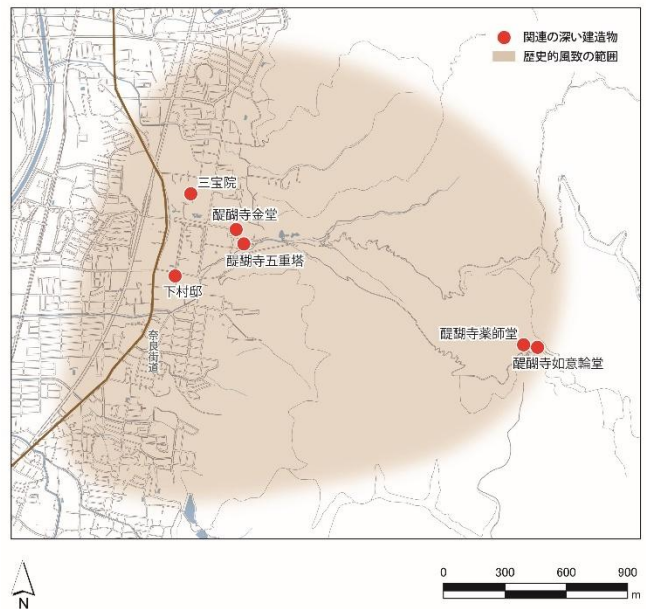 関連の深い建造物
歴史的風致の範囲
三宝院
醍醐寺金堂
醍醐寺五重塔
下村邸
奈良街道
醍醐寺薬師堂
醍醐寺如意輪堂
N
0 300 600 900
m